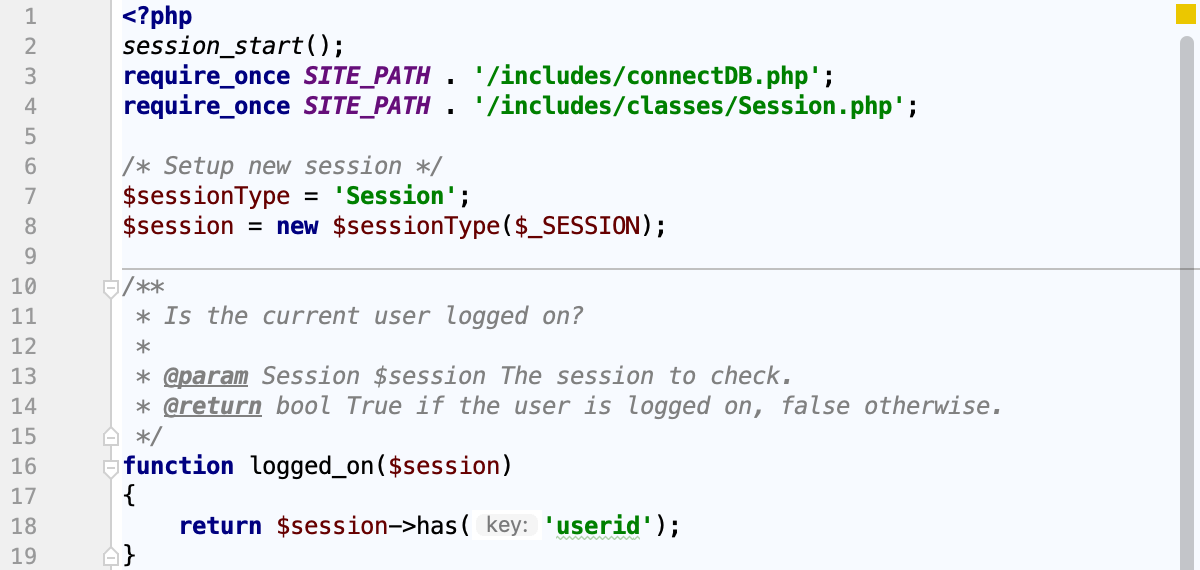 1 <?php
2 session_start();
3 require_once SITE_PATH . '/includes/connectDB.php';
4 require_once SITE_PATH . '/includes/classes/Session.php';
5
6 /* Setup new session */
7 $sessionType = 'Session';
8 $session = new $sessionType($_SESSION);
9
10 /**
11  * Is the current user logged on?
12  *
13  * @param Session $session The session to check.
14  * @return bool True if the user is logged on, false otherwise.
15  */
16 function logged_on($session)
17 {
18     return $session->has( key: 'userid');
19 }